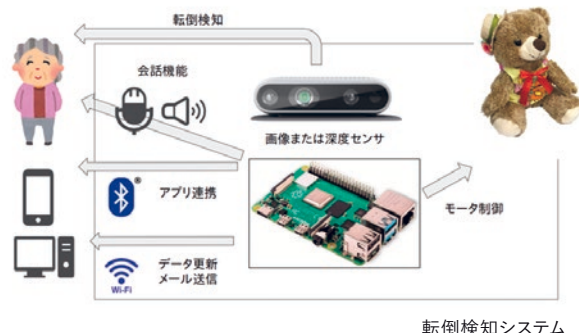 転倒検知
会話機能
画像または深度センサ
®
アプリ連携
モータ制御
データ更新
メール送信
Wi-Fi
転倒検知システム